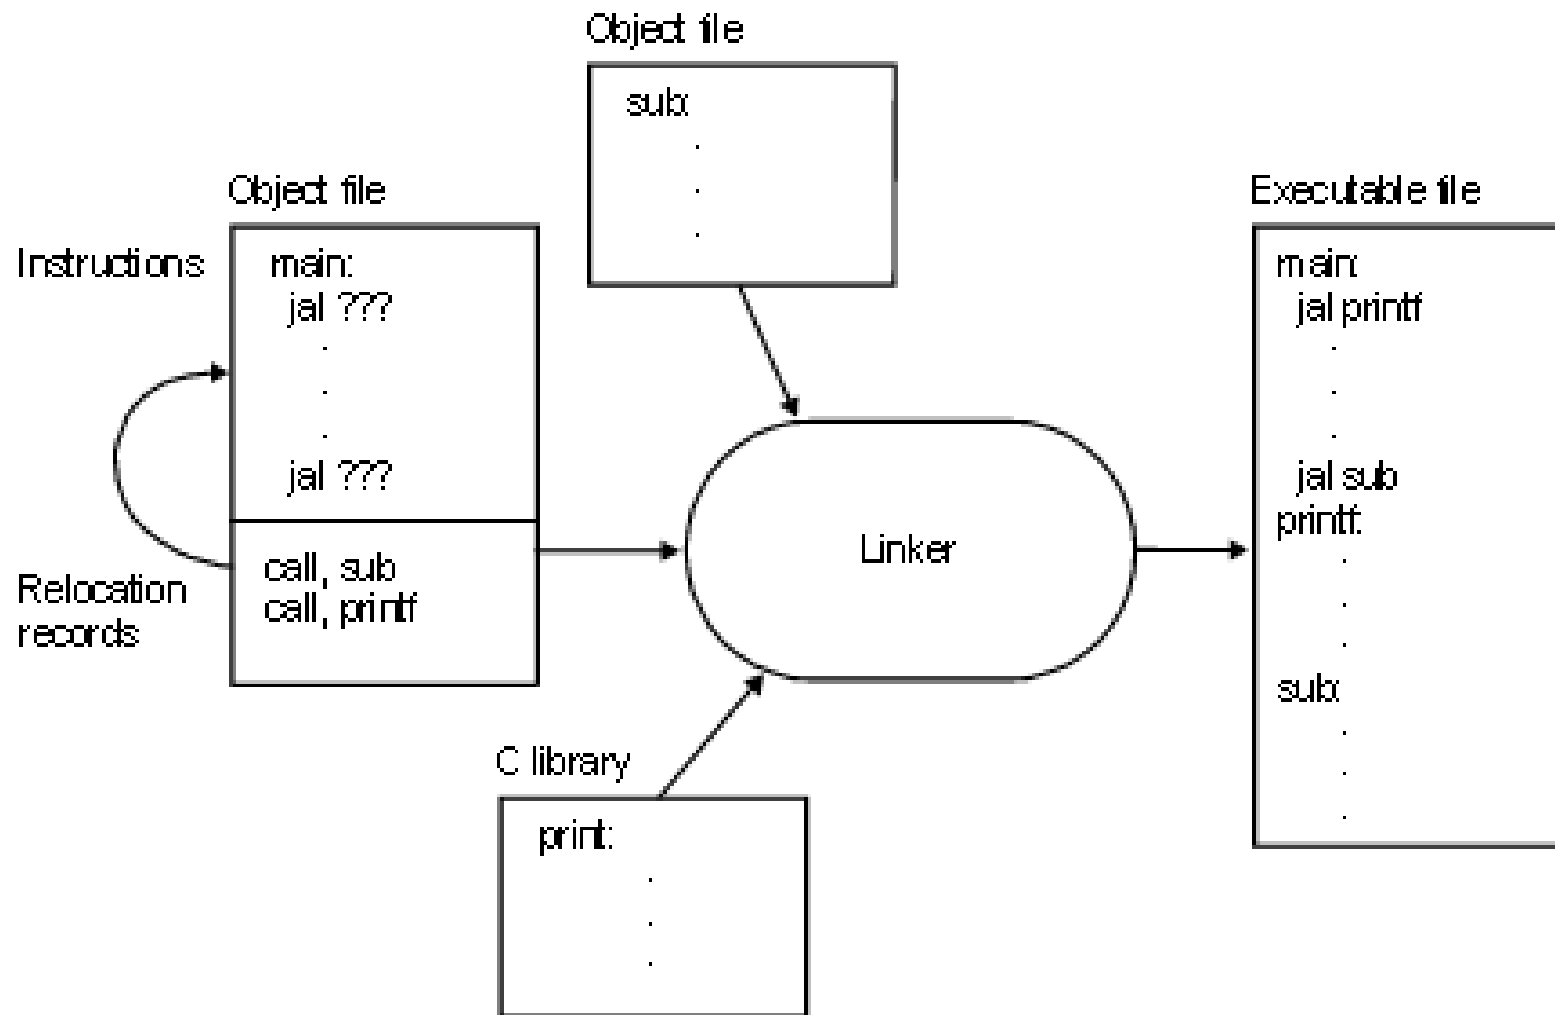 Object file
sub:
.
.
.
Object file
Instructions
main:
jal ???
.
.
.
jal ???
Relocation
records
call, sub
call, printf
Linker
C library
print:
.
.
.
Executable file
main:
jal printf
.
.
.
jal sub
printf:
.
.
.
sub:
.
.
.